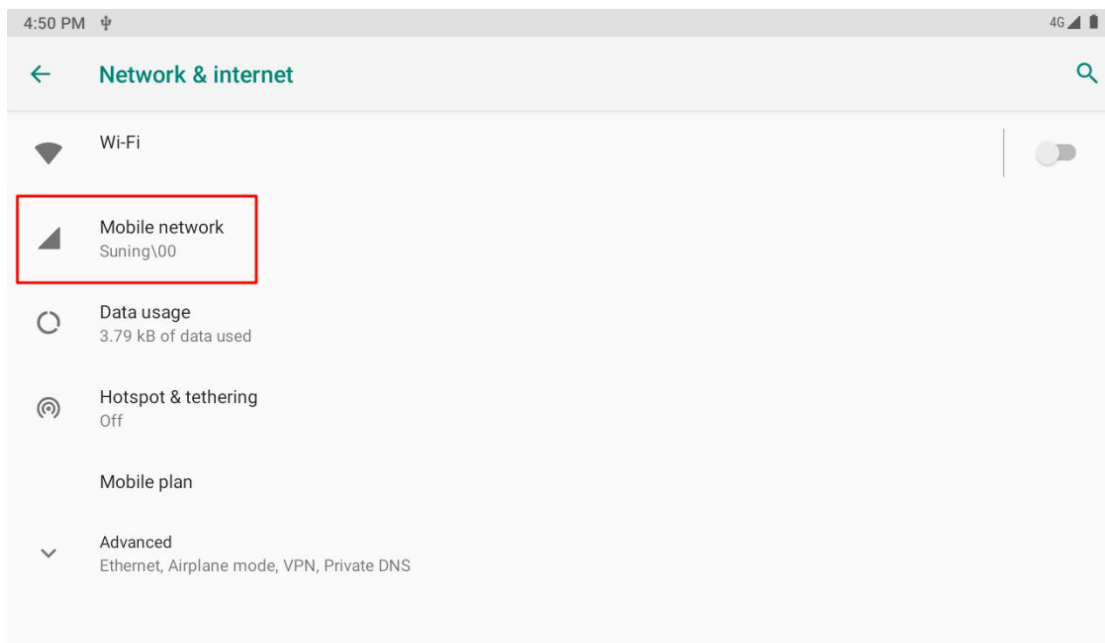 4:50 PM
4G
Network & internet
Wi-Fi
Mobile network
Suning\00
Data usage
3.79 kB of data used
Hotspot & tethering
Off
Mobile plan
Advanced
Ethernet, Airplane mode, VPN, Private DNS